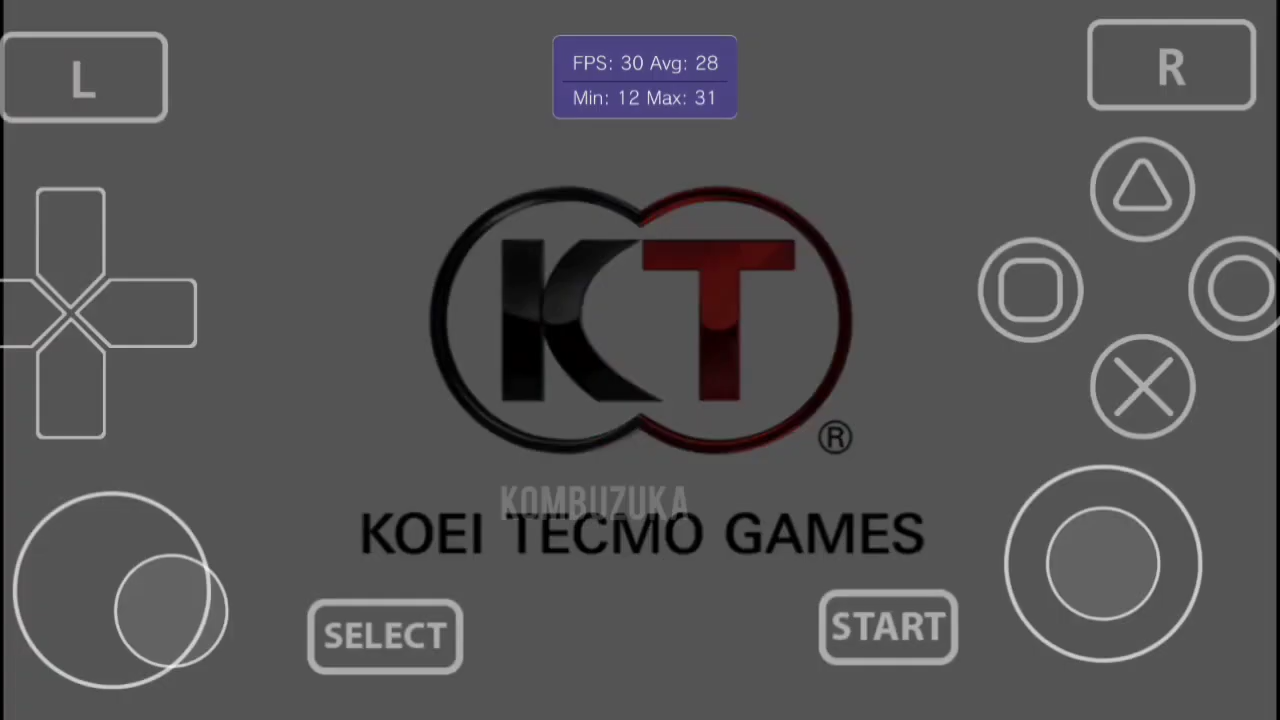 L
R
FPS: 30 Avg: 28
Min: 12 Max: 31
KT
®
KOMBUZUKA
KOEI TECMO GAMES
SELECT
START